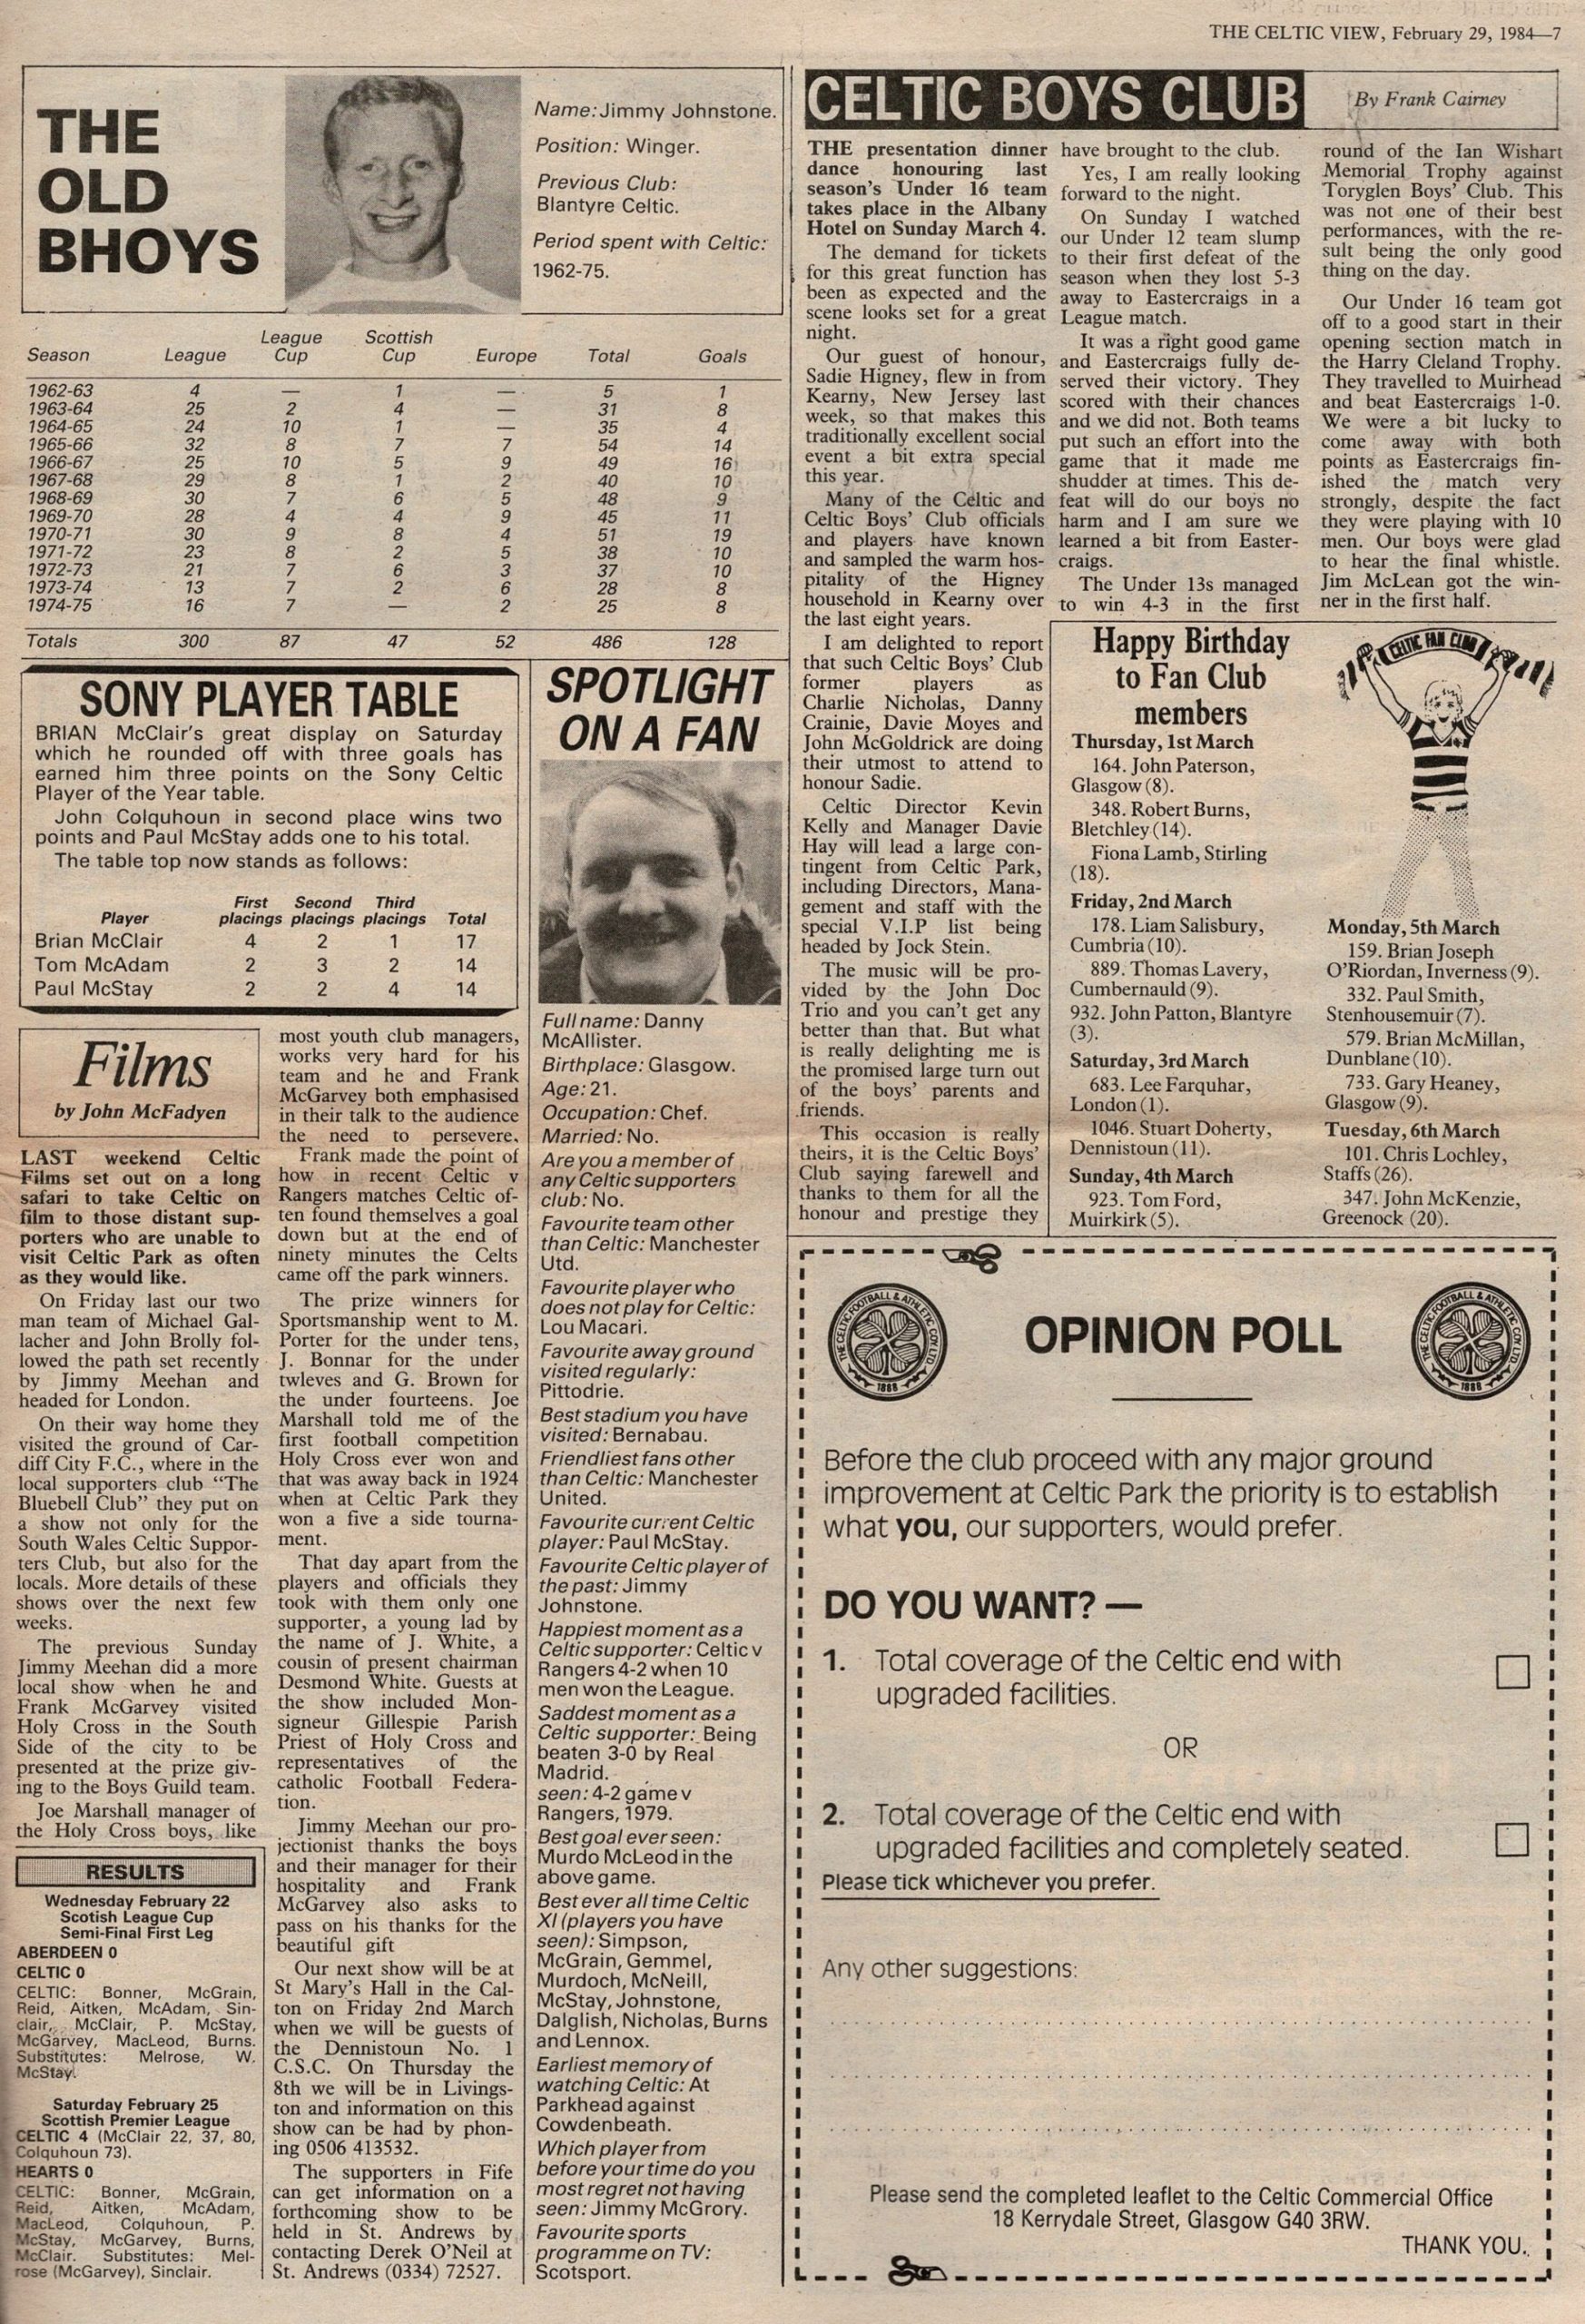 THE CELTIC VIEW, February 29, 1984—7
THE
OLD
BHOYS
Name: Jimmy Johnstone.
Position: Winger.
Previous Club:
Blantyre Celtic.
Period spent with Celtic:
1962-75.
Season League League Cup Scottish Cup Europe Total Goals
1962-63 4 — 1 — 5 1
1963-64 25 2 4 — 31 8
1964-65 24 10 1 — 35 4
1965-66 32 8 7 7 54 14
1966-67 25 10 5 9 49 16
1967-68 29 8 1 2 40 10
1968-69 30 7 6 5 48 9
1969-70 28 4 4 9 45 11
1970-71 30 9 8 4 51 19
1971-72 23 8 2 5 38 10
1972-73 21 7 6 3 37 10
1973-74 13 7 2 6 28 8
1974-75 16 7 — 2 25 8
Totals 300 87 47 52 486 128
SONY PLAYER TABLE
BRIAN McClair's great display on Saturday
which he rounded off with three goals has
earned him three points on the Sony Celtic
Player of the Year table.
John Colquhoun in second place wins two
points and Paul McStay adds one to his total.
The table top now stands as follows:
Player First placings Second placings Third placings Total
Brian McClair 4 2 1 17
Tom McAdam 2 3 2 14
Paul McStay 2 2 4 14
Films
by John McFadyen
LAST weekend Celtic
Films set out on a long
safari to take Celtic on
film to those distant sup-
porters who are unable to
visit Celtic Park as often
as they would like.
On Friday last our two
man team of Michael Gal-
lacher and John Brolly fol-
lowed the path set recently
by Jimmy Meehan and
headed for London.
On their way home they
visited the ground of Car-
diff City F.C., where in the
local supporters club “The
Bluebell Club” they put on
a show not only for the
South Wales Celtic Suppor-
ters Club, but also for the
locals. More details of these
shows over the next few
weeks.
The previous Sunday
Jimmy Meehan did a more
local show when he and
Frank McGarvey visited
Holy Cross in the South
Side of the city to be
presented at the prize giv-
ing to the Boys Guild team.
Joe Marshall manager of
the Holy Cross boys, like
most youth club managers,
works very hard for his
team and he and Frank
McGarvey both emphasised
in their talk to the audience
the need to persevere.
Frank made the point of
how in recent Celtic v
Rangers matches Celtic of-
ten found themselves a goal
down but at the end of
ninety minutes the Celts
came off the park winners.
The prize winners for
Sportsmanship went to M.
Porter for the under tens,
J. Bonnar for the under
twleves and G. Brown for
the under fourteens. Joe
Marshall told me of the
first football competition
Holy Cross ever won and
that was away back in 1924
when at Celtic Park they
won a five a side tourna-
ment.
That day apart from the
players and officials they
took with them only one
supporter, a young lad by
the name of J. White, a
cousin of present chairman
Desmond White. Guests at
the show included Mon-
signeur Gillespie Parish
Priest of Holy Cross and
representatives of the
catholic Football Federa-
tion.
Jimmy Meehan our pro-
jectionist thanks the boys
and their manager for their
hospitality and Frank
McGarvey also asks to
pass on his thanks for the
beautiful gift
Our next show will be at
St Mary's Hall in the Cal-
ton on Friday 2nd March
when we will be guests of
the Dennistoun No. 1
C.S.C. On Thursday the
8th we will be in Livings-
ton and information on this
show can be had by phon-
ing 0506 413532.
The supporters in Fife
can get information on a
forthcoming show to be
held in St. Andrews by
contacting Derek O'Neil at
St. Andrews (0334) 72527.
RESULTS
Wednesday February 22
Scotish League Cup
Semi-Final First Leg
ABERDEEN 0
CELTIC 0
CELTIC: Bonner, McGrain,
Reid, Aitken, McAdam, Sin-
clair, McClair, P. McStay,
McGarvey, MacLeod, Burns.
Substitutes: Melrose, W.
McStay.
Saturday February 25
Scottish Premier League
CELTIC 4 (McClair 22, 37, 80,
Colquhoun 73).
HEARTS 0
CELTIC: Bonner, McGrain,
Reid, Aitken, McAdam,
MacLeod, Colquhoun, P.
McStay, McGarvey, Burns,
McClair. Substitutes: Mel-
rose (McGarvey), Sinclair.
SPOTLIGHT
ON A FAN
Full name: Danny
McAllister.
Birthplace: Glasgow.
Age: 21.
Occupation: Chef.
Married: No.
Are you a member of
any Celtic supporters
club: No.
Favourite team other
than Celtic: Manchester
Utd.
Favourite player who
does not play for Celtic:
Lou Macari.
Favourite away ground
visited regularly:
Pittodrie.
Best stadium you have
visited: Bernabau.
Friendliest fans other
than Celtic: Manchester
United.
Favourite current Celtic
player: Paul McStay.
Favourite Celtic player of
the past: Jimmy
Johnstone.
Happiest moment as a
Celtic supporter: Celtic v
Rangers 4-2 when 10
men won the League.
Saddest moment as a
Celtic supporter: Being
beaten 3-0 by Real
Madrid.
seen: 4-2 game v
Rangers, 1979.
Best goal ever seen:
Murdo McLeod in the
above game.
Best ever all time Celtic
XI (players you have
seen): Simpson,
McGrain, Gemmel,
Murdoch, McNeill,
McStay, Johnstone,
Dalglish, Nicholas, Burns
and Lennox.
Earliest memory of
watching Celtic: At
Parkhead against
Cowdenbeath.
Which player from
before your time do you
most regret not having
seen: Jimmy McGrory.
Favourite sports
programme on TV:
Scotsport.
CELTIC BOYS CLUB
By Frank Cairney
THE presentation dinner
dance honouring last
season's Under 16 team
takes place in the Albany
Hotel on Sunday March 4.
The demand for tickets
for this great function has
been as expected and the
scene looks set for a great
night.
Our guest of honour,
Sadie Higney, flew in from
Kearny, New Jersey last
week, so that makes this
traditionally excellent social
event a bit extra special
this year.
Many of the Celtic and
Celtic Boys' Club officials
and players have known
and sampled the warm hos-
pitality of the Higney
household in Kearny over
the last eight years.
I am delighted to report
that such Celtic Boys' Club
former players as
Charlie Nicholas, Danny
Crainie, Davie Moyes and
John McGoldrick are doing
their utmost to attend to
honour Sadie.
Celtic Director Kevin
Kelly and Manager Davie
Hay will lead a large con-
tingent from Celtic Park,
including Directors, Mana-
gement and staff with the
special V.I.P list being
headed by Jock Stein.
The music will be pro-
vided by the John Doc
Trio and you can't get any
better than that. But what
is really delighting me is
the promised large turn out
of the boys' parents and
friends.
This occasion is really
theirs, it is the Celtic Boys'
Club saying farewell and
thanks to them for all the
honour and prestige they
have brought to the club.
Yes, I am really looking
forward to the night.
On Sunday I watched
our Under 12 team slump
to their first defeat of the
season when they lost 5-3
away to Eastercraigs in a
League match.
It was a right good game
and Eastercraigs fully de-
served their victory. They
scored with their chances
and we did not. Both teams
put such an effort into the
game that it made me
shudder at times. This de-
feat will do our boys no
harm and I am sure we
learned a bit from Easter-
craigs.
The Under 13s managed
to win 4-3 in the first
round of the Ian Wishart
Memorial Trophy against
Toryglen Boys' Club. This
was not one of their best
performances, with the re-
sult being the only good
thing on the day.
Our Under 16 team got
off to a good start in their
opening section match in
the Harry Cleland Trophy.
They travelled to Muirhead
and beat Eastercraigs 1-0.
We were a bit lucky to
come away with both
points as Eastercraigs fin-
ished the match very
strongly, despite the fact
they were playing with 10
men. Our boys were glad
to hear the final whistle.
Jim McLean got the win-
ner in the first half.
Happy Birthday
to Fan Club
members
CELTIC FAN CLUB
Thursday, 1st March
164. John Paterson,
Glasgow (8).
348. Robert Burns,
Bletchley (14).
Fiona Lamb, Stirling
(18).
Friday, 2nd March
178. Liam Salisbury,
Cumbria (10).
889. Thomas Lavery,
Cumbernauld (9).
932. John Patton, Blantyre
(3).
Saturday, 3rd March
683. Lee Farquhar,
London (1).
1046. Stuart Doherty,
Dennistoun (11).
Sunday, 4th March
923. Tom Ford,
Muirkirk (5).
Monday, 5th March
159. Brian Joseph
O'Riordan, Inverness (9).
332. Paul Smith,
Stenhousemuir (7).
579. Brian McMillan,
Dunblane (10).
733. Gary Heaney,
Glasgow (9).
Tuesday, 6th March
101. Chris Lochley,
Staffs (26).
347. John McKenzie,
Greenock (20).
THE CELTIC FOOTBALL & ATHLETIC COY LTD
1888
OPINION POLL
THE CELTIC FOOTBALL & ATHLETIC COY LTD
1888
Before the club proceed with any major ground
improvement at Celtic Park the priority is to establish
what you, our supporters, would prefer.
DO YOU WANT? —
1. Total coverage of the Celtic end with
upgraded facilities.
OR
2. Total coverage of the Celtic end with
upgraded facilities and completely seated.
Please tick whichever you prefer.
Any other suggestions:
Please send the completed leaflet to the Celtic Commercial Office
18 Kerrydale Street, Glasgow G40 3RW.
THANK YOU.